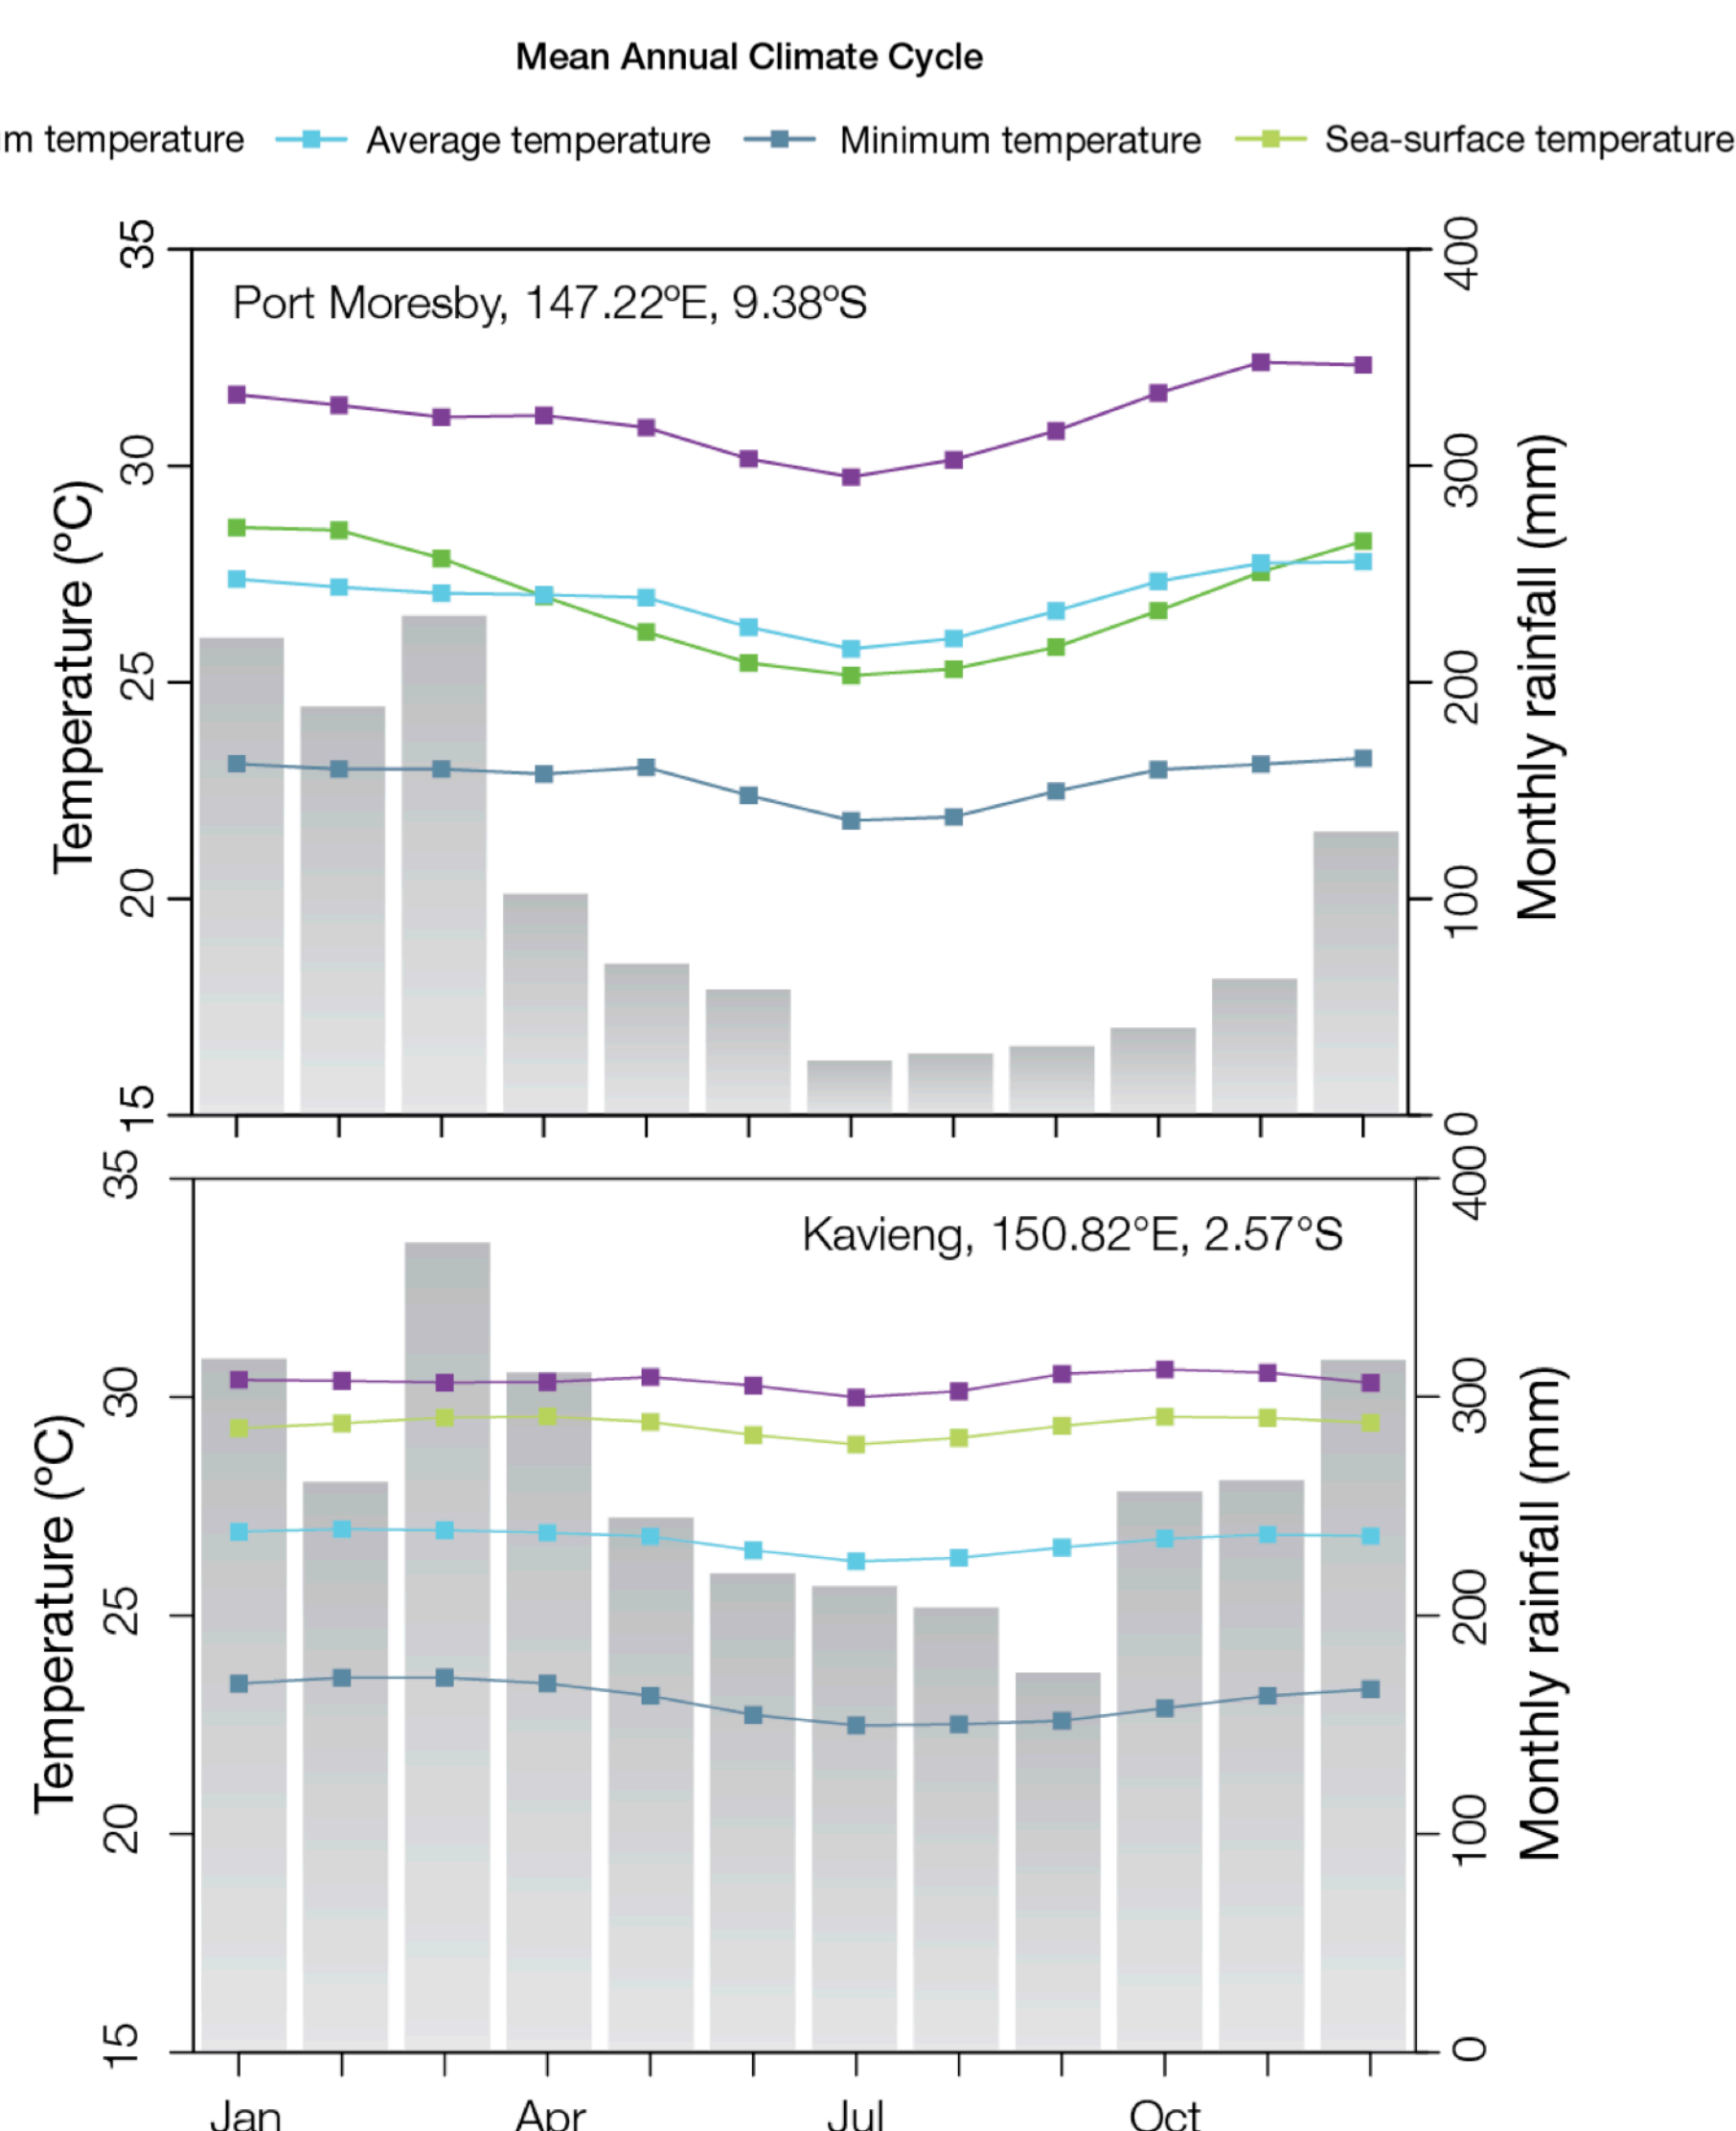 Mean Annual Climate Cycle
m temperature Average temperature Minimum temperature Sea-surface temperature
Port Moresby, 147.22ºE, 9.38ºS
Temperature (ºC)
35
30
25
20
15
Monthly rainfall (mm)
400
300
200
100
0
Kavieng, 150.82°E, 2.57°S
Temperature (ºC)
35
30
25
20
15
Monthly rainfall (mm)
400
300
200
100
0
Jan Apr Jul Oct